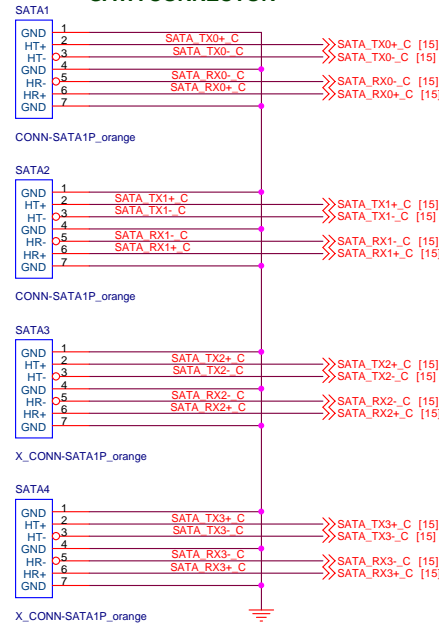 SATA1
GND 1
HT+ 2 SATA_TX0+_C SATA_TX0+_C [15]
HT- 3 SATA_TX0-_C SATA_TX0-_C [15]
GND 4
HR- 5 SATA_RX0-_C SATA_RX0-_C [15]
HR+ 6 SATA_RX0+_C SATA_RX0+_C [15]
GND 7
CONN-SATA1P_orange
SATA2
GND 1
HT+ 2 SATA_TX1+_C SATA_TX1+_C [15]
HT- 3 SATA_TX1-_C SATA_TX1-_C [15]
GND 4
HR- 5 SATA_RX1-_C SATA_RX1-_C [15]
HR+ 6 SATA_RX1+_C SATA_RX1+_C [15]
GND 7
CONN-SATA1P_orange
SATA3
GND 1
HT+ 2 SATA_TX2+_C SATA_TX2+_C [15]
HT- 3 SATA_TX2-_C SATA_TX2-_C [15]
GND 4
HR- 5 SATA_RX2-_C SATA_RX2-_C [15]
HR+ 6 SATA_RX2+_C SATA_RX2+_C [15]
GND 7
X_CONN-SATA1P_orange
SATA4
GND 1
HT+ 2 SATA_TX3+_C SATA_TX3+_C [15]
HT- 3 SATA_TX3-_C SATA_TX3-_C [15]
GND 4
HR- 5 SATA_RX3-_C SATA_RX3-_C [15]
HR+ 6 SATA_RX3+_C SATA_RX3+_C [15]
GND 7
X_CONN-SATA1P_orange